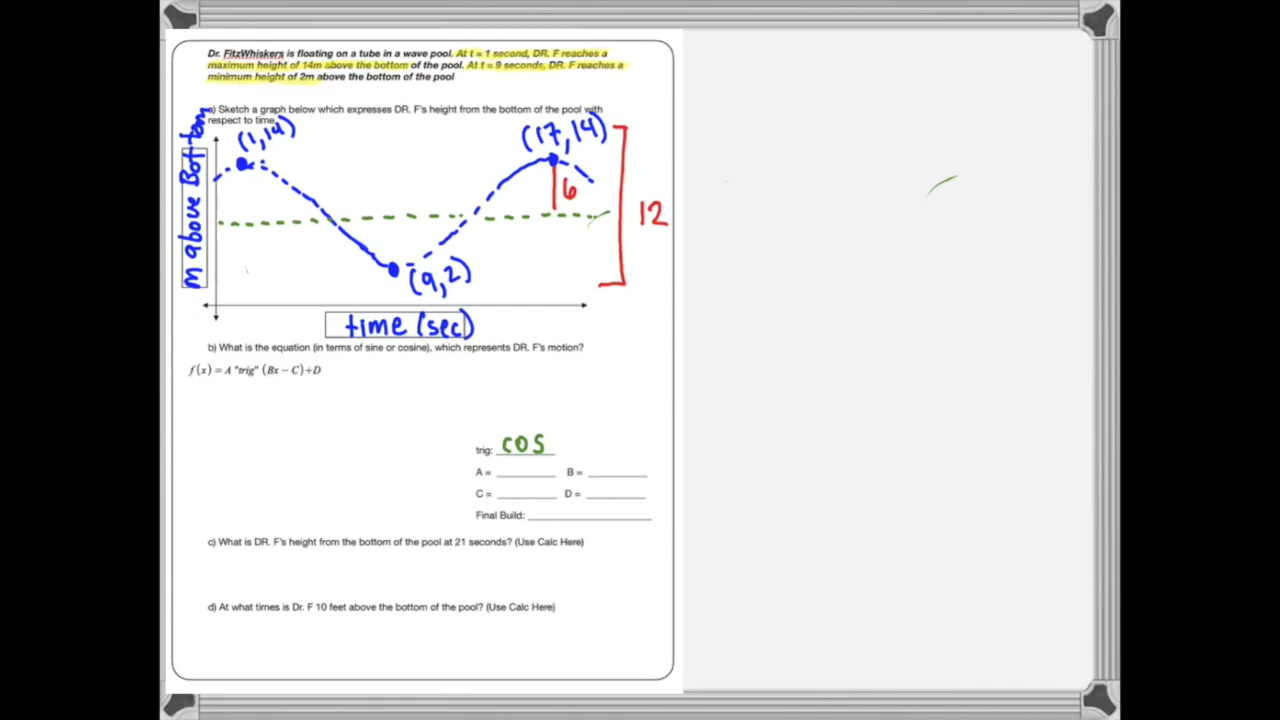 Dr. FitzWhiskers is floating on a tube in a wave pool. At t = 1 second, DR. F reaches a
maximum height of 14m above the bottom of the pool. At t = 9 seconds, DR. F reaches a
minimum height of 2m above the bottom of the pool
a) Sketch a graph below which expresses DR. F's height from the bottom of the pool with
respect to time.
m above Bottom
(1,14)
(17,14)
6
12
(9,2)
time (sec)
b) What is the equation (in terms of sine or cosine), which represents DR. F's motion?
f(x) = A "trig" (Bx – C)+D
trig: cos
A = B =
C = D =
Final Build:
c) What is DR. F's height from the bottom of the pool at 21 seconds? (Use Calc Here)
d) At what times is Dr. F 10 feet above the bottom of the pool? (Use Calc Here)